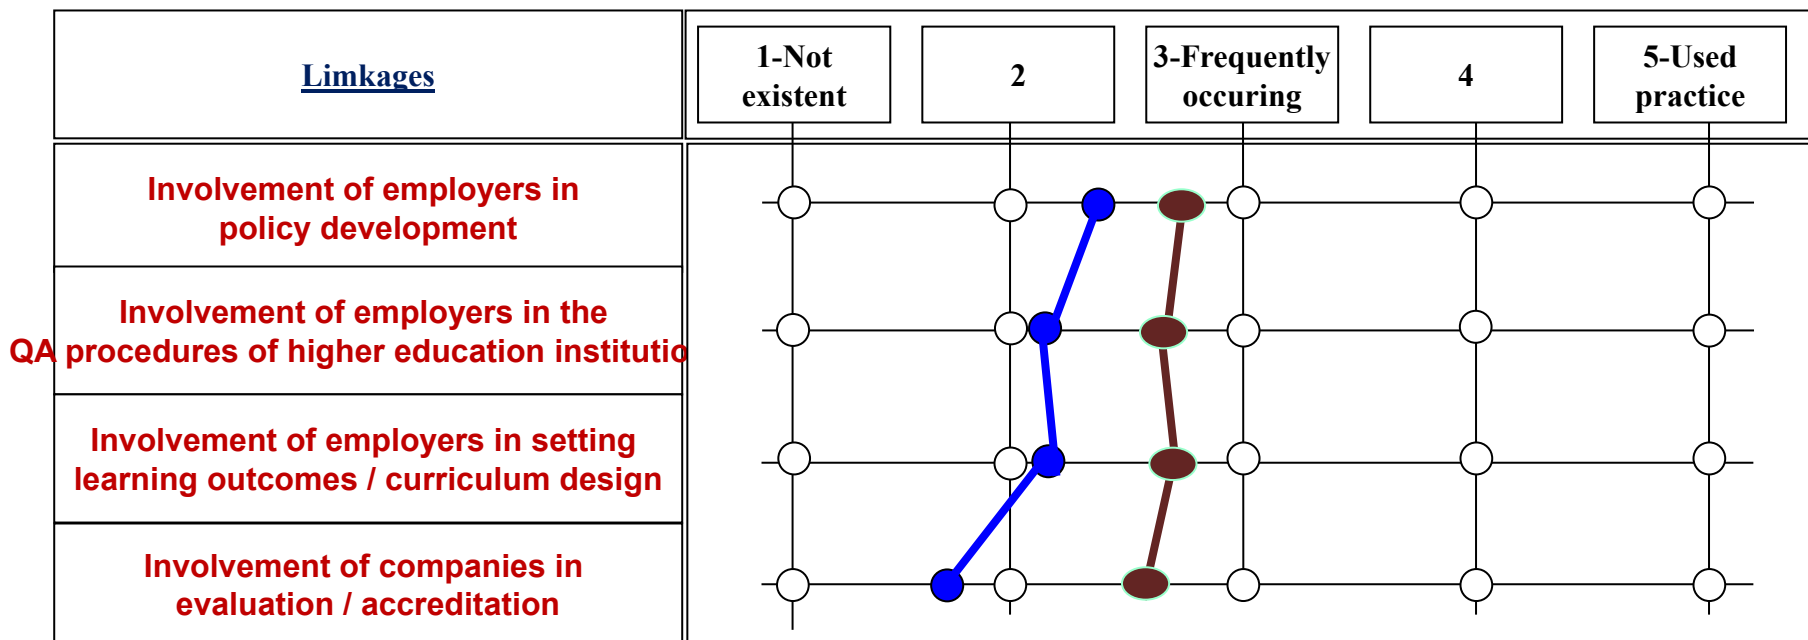 Limkages
1-Not
existent
2
3-Frequently
occuring
4
5-Used
practice
Involvement of employers in
policy development
Involvement of employers in the
QA procedures of higher education institutio
Involvement of employers in setting
learning outcomes / curriculum design
Involvement of companies in
evaluation / accreditation